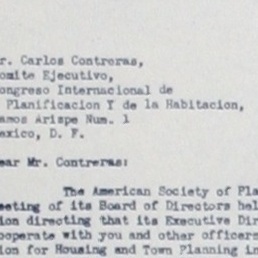 r. Carlos Contreras,
omite Ejecutivo,
ongreso Internacional de
Planificacion Y de la Habitacion,
amos Arispe Num. 1
exico, D. F.
ear Mr. Contreras:
The American Society of Pla
eeting of its Board of Directors hel
ion directing that its Executive Dir
ooperate with you and other officers
ion for Housing and Town Planning in